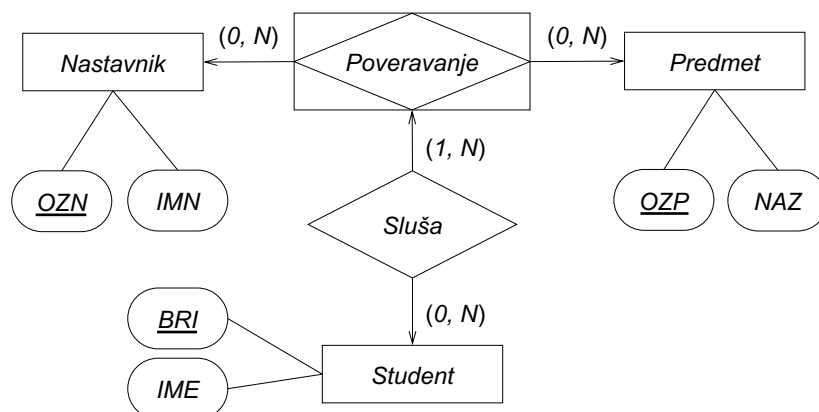 (0, N)
(0, N)
Nastavnik
Poveravanje
Predmet
(1, N)
OZN
IMN
OZP
NAZ
Sluša
(0, N)
BRI
IME
Student